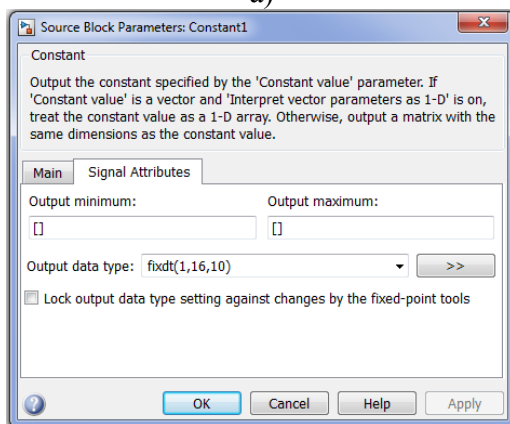 a)
Source Block Parameters: Constant1
Constant
Output the constant specified by the 'Constant value' parameter. If
'Constant value' is a vector and 'Interpret vector parameters as 1-D' is on,
treat the constant value as a 1-D array. Otherwise, output a matrix with the
same dimensions as the constant value.
Main Signal Attributes
Output minimum: Output maximum:
[] []
Output data type: fixdt(1,16,10) >>
Lock output data type setting against changes by the fixed-point tools
OK Cancel Help Apply